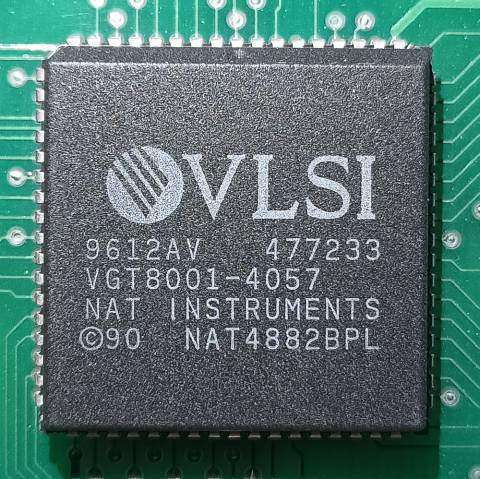 VLSI
9612AV 477233
VGT8001-4057
NAT INSTRUMENTS
©90 NAT4882BPL